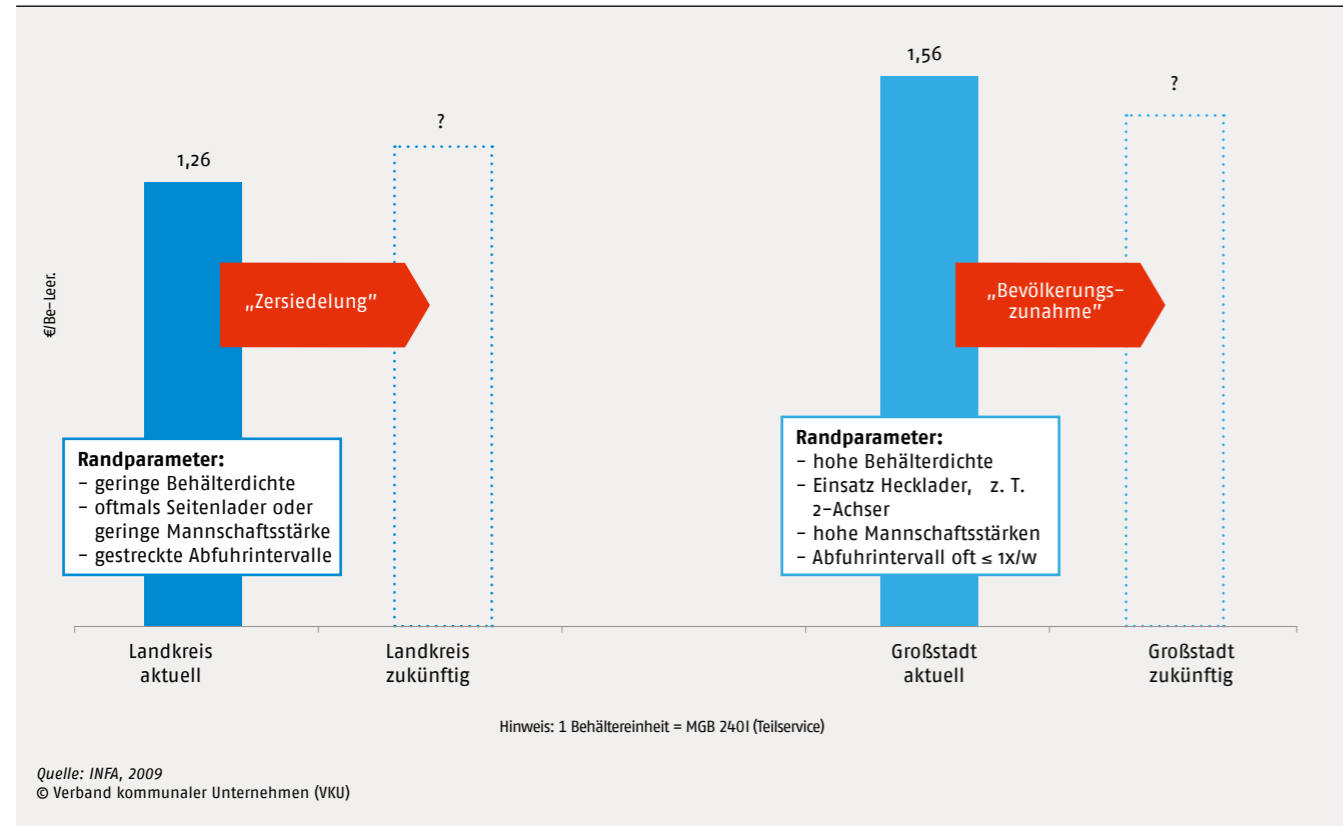 1,56
?
?
1,26
€/Be-Leer.
„Zersiedelung”
„Bevölkerungs-
zunahme”
Randparameter:
- geringe Behälterdichte
- oftmals Seitenlader oder
geringe Mannschaftsstärke
- gestreckte Abfuhrintervalle
Randparameter:
- hohe Behälterdichte
- Einsatz Hecklader, z. T.
2-Achser
- hohe Mannschaftsstärken
- Abfuhrintervall oft ≤ 1x/w
Landkreis
aktuell
Landkreis
zukünftig
Großstadt
aktuell
Großstadt
zukünftig
Hinweis: 1 Behältereinheit = MGB 240l (Teilservice)
Quelle: INFA, 2009
© Verband kommunaler Unternehmen (VKU)